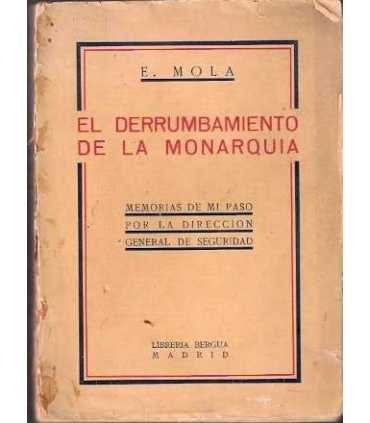 E. MOLA
EL DERRUMBAMIENTO
DE LA MONARQUIA
MEMORIAS DE MI PASO
POR LA DIRECCION
GENERAL DE SEGURIDAD
LIBRERIA BERGUA
MADRID